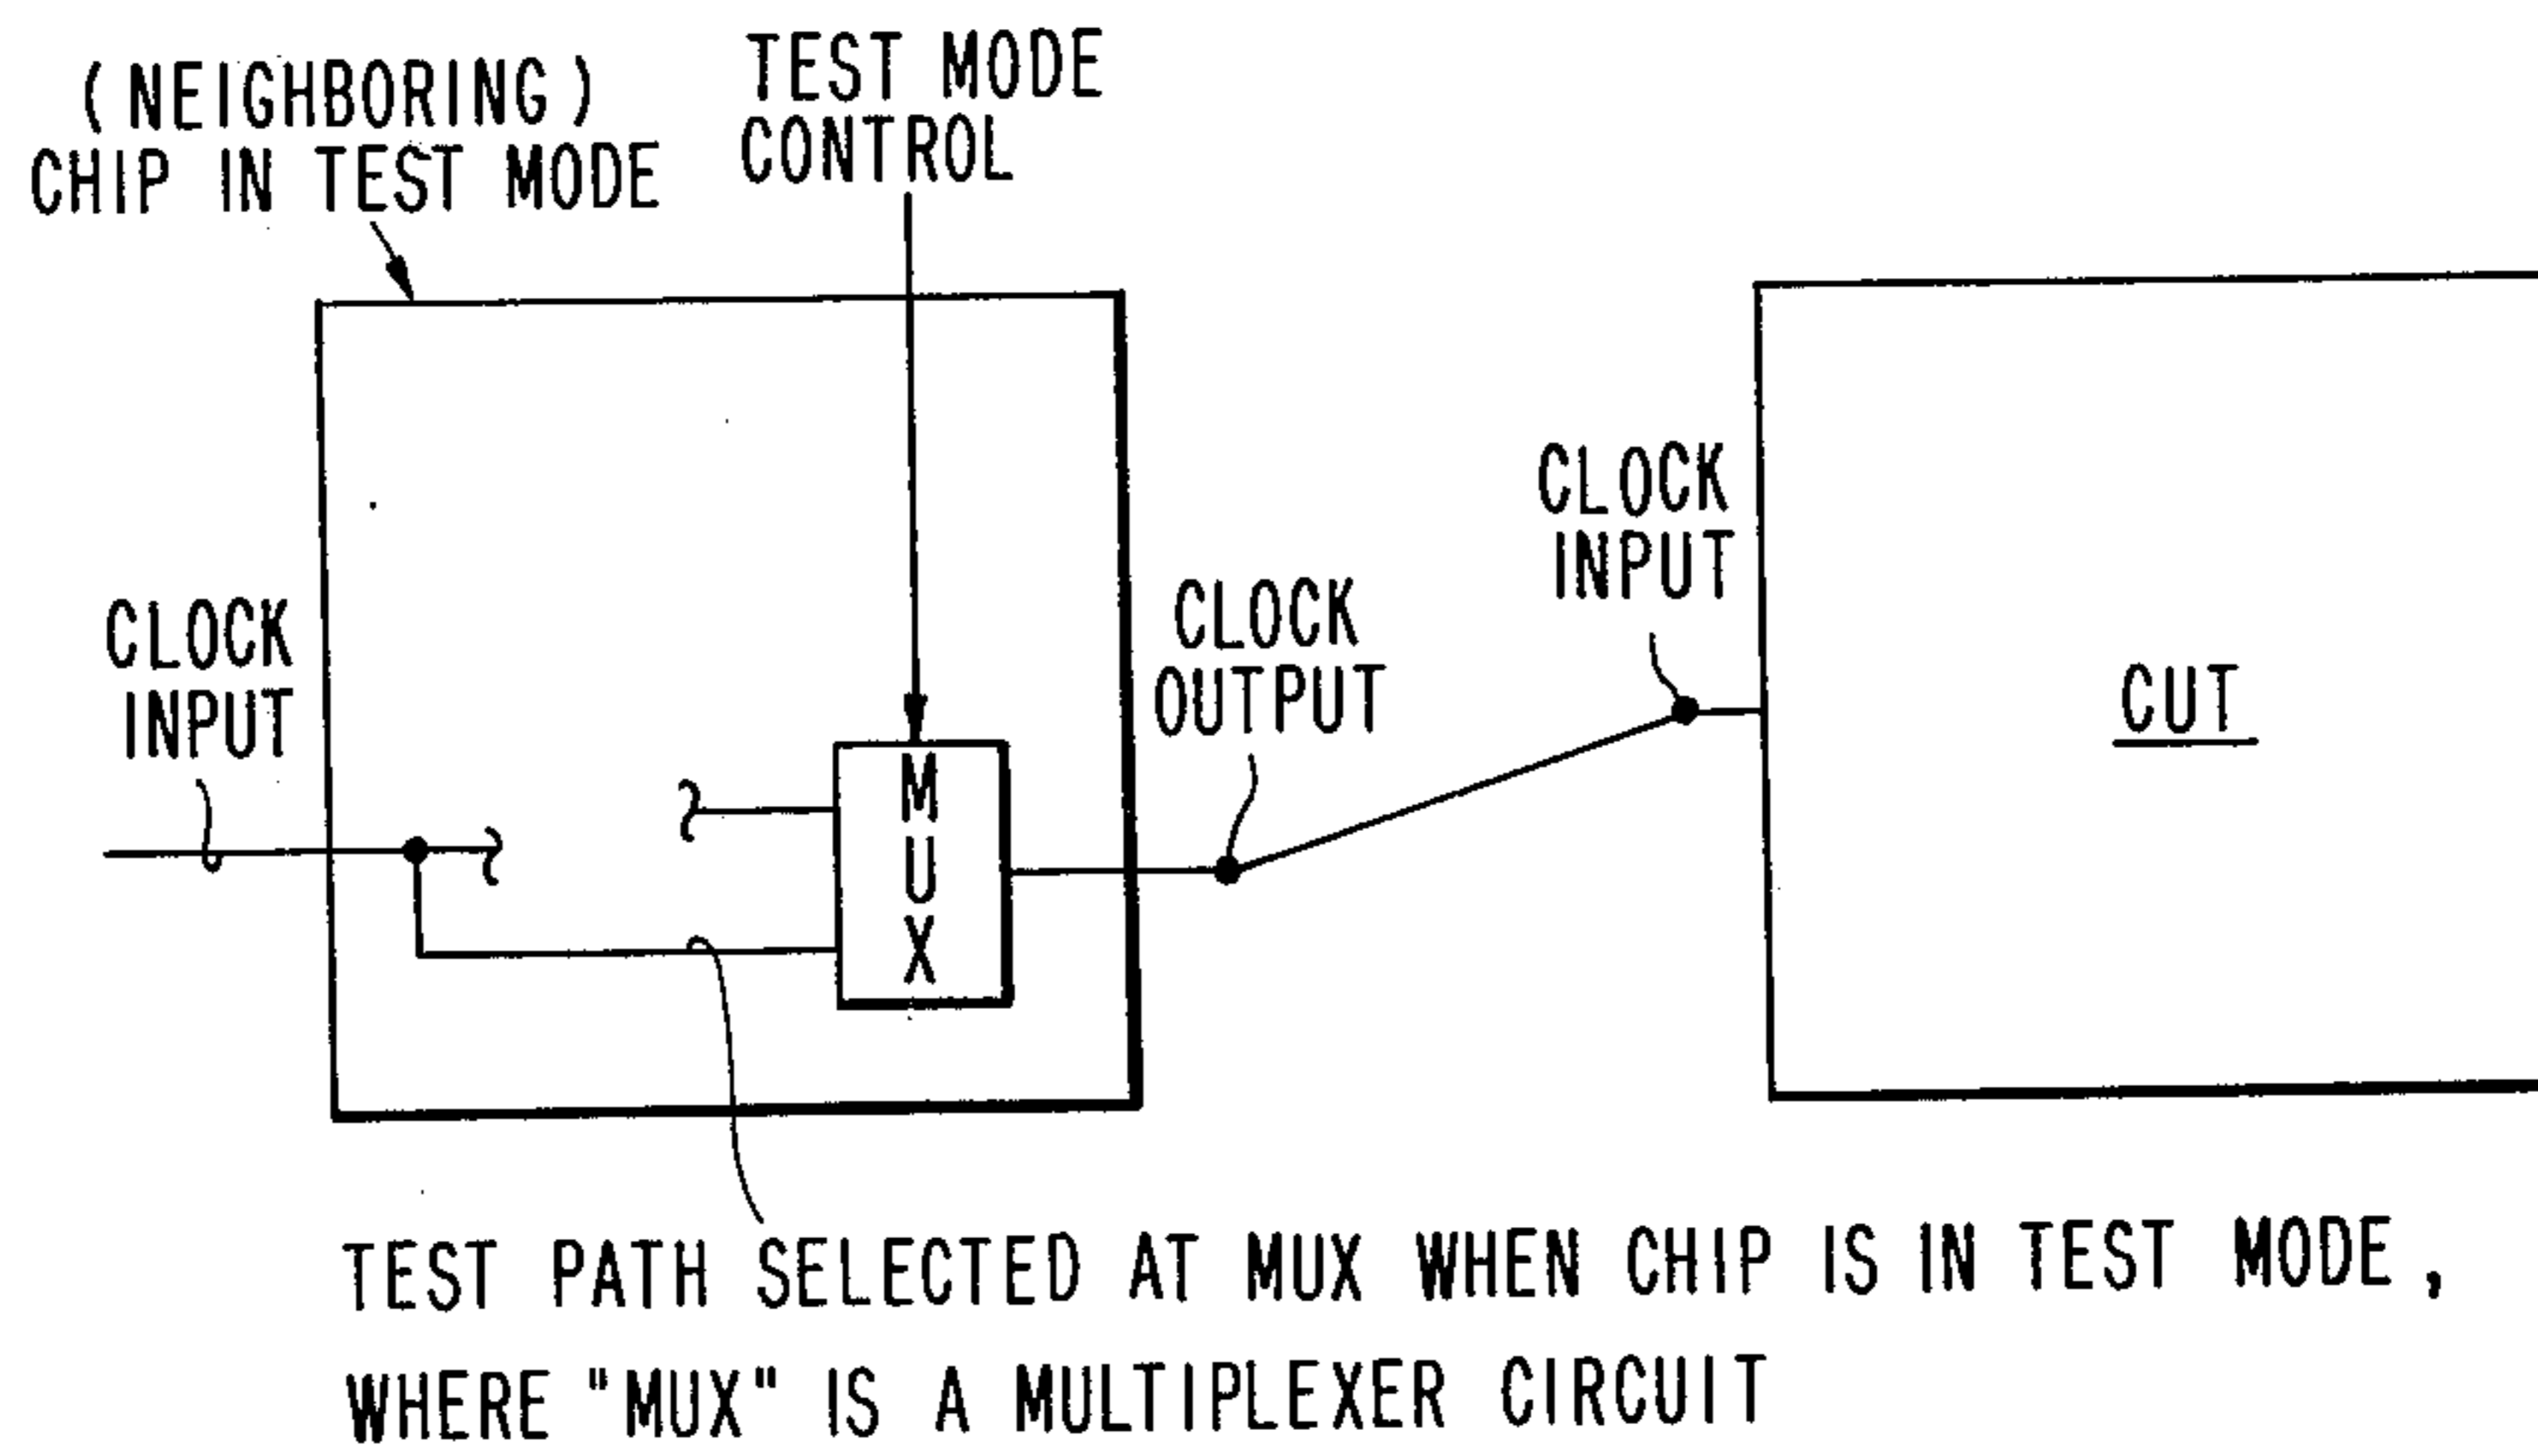 (NEIGHBORING)
CHIP IN TEST MODE
TEST MODE
CONTROL
CLOCK
INPUT
CLOCK
OUTPUT
CLOCK
INPUT
MUX
CUT
TEST PATH SELECTED AT MUX WHEN CHIP IS IN TEST MODE,
WHERE "MUX" IS A MULTIPLEXER CIRCUIT